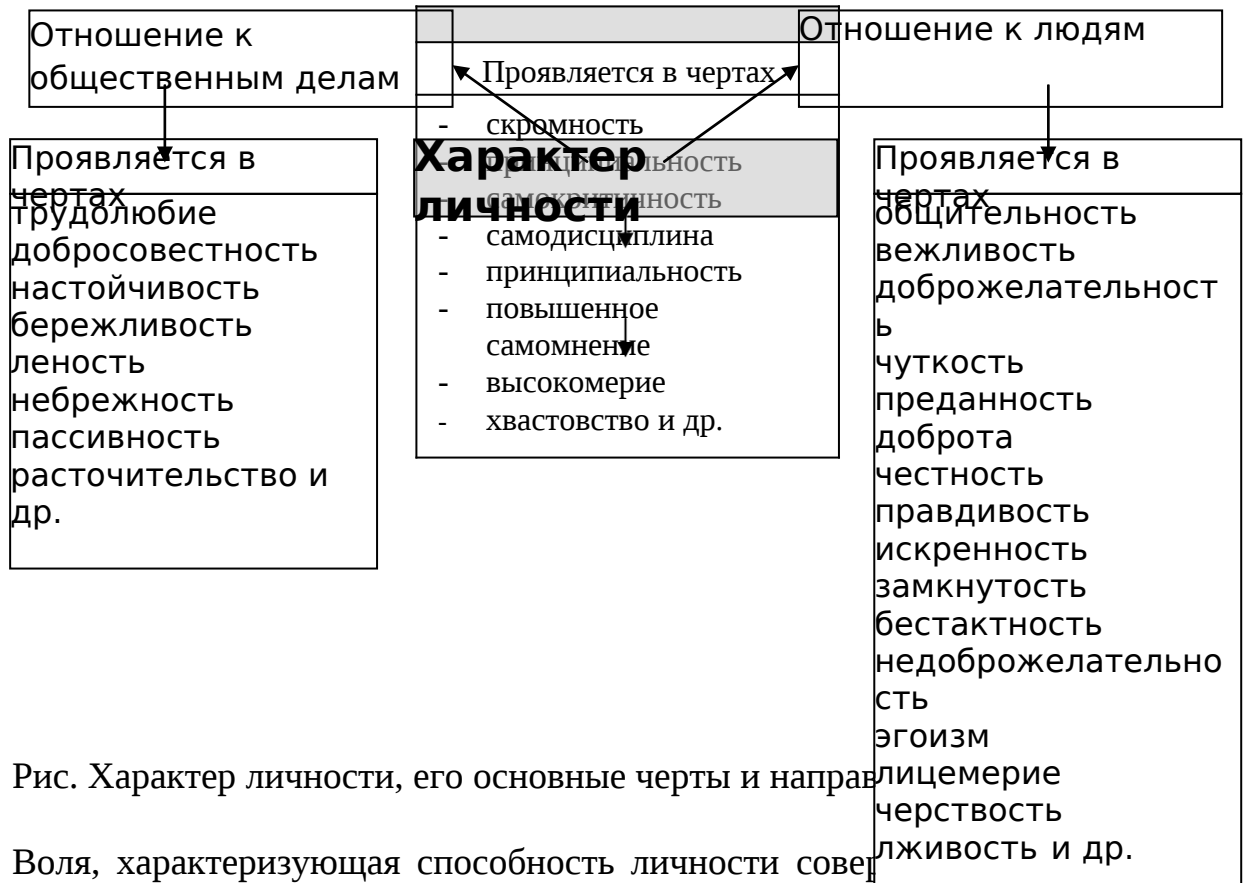 Отношение к
общественным делам
Отношение к людям
Проявляется в чертах
- скромность
- принципиальность
- самокритичность
- самодисциплина
- принципиальность
- повышенное
самомнение
- высокомерие
- хвастовство и др.
Характер
личности
Проявляется в
чертах
трудолюбие
добросовестность
настойчивость
бережливость
леность
небрежность
пассивность
расточительство и
др.
Проявляется в
чертах
общительность
вежливость
доброжелательност
ь
чуткость
преданность
доброта
честность
правдивость
искренность
замкнутость
бестактность
недоброжелательно
сть
эгоизм
лицемерие
черствость
лживость и др.
Рис. Характер личности, его основные черты и
Воля, характеризующая способность личности